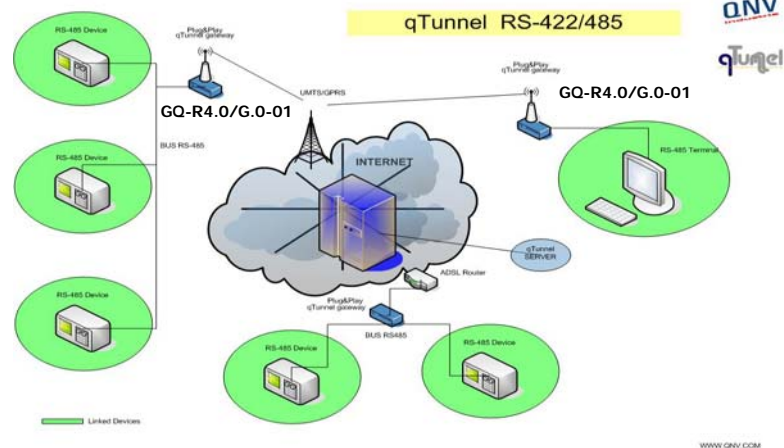 qTunnel RS-422/485
QNV
qTunnel
RS-485 Device
Plug&Play
qTunnel gateway
GQ-R4.0/G.0-01
UMTS/GPRS
Plug&Play
qTunnel gateway
GQ-R4.0/G.0-01
RS-485 Device
BUS RS-485
INTERNET
RS-485 Terminal
qTunnel
SERVER
ADSL Router
RS-485 Device
Plug&Play
qTunnel gateway
BUS RS485
RS-485 Device
RS-485 Device
Linked Devices
WWW.QNV.COM